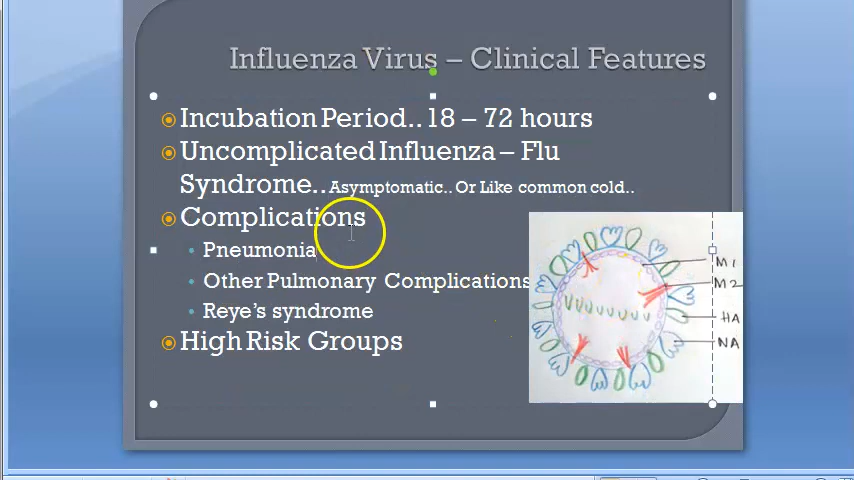 Influenza Virus – Clinical Features
Incubation Period.. 18 – 72 hours
Uncomplicated Influenza – Flu
Syndrome.. Asymptomatic.. Or Like common cold..
Complications
Pneumonia
Other Pulmonary Complications
Reye's syndrome
High Risk Groups
M1
M2
HA
NA